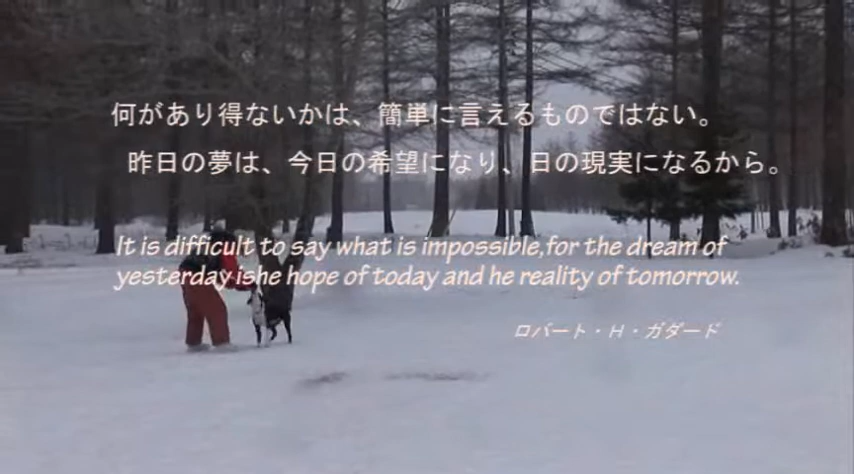 何があり得ないかは、簡単に言えるものではない。
昨日の夢は、今日の希望になり、日の現実になるから。
It is difficult to say what is impossible,for the dream of
yesterday ishe hope of today and he reality of tomorrow.
ロバート・H・ガダード